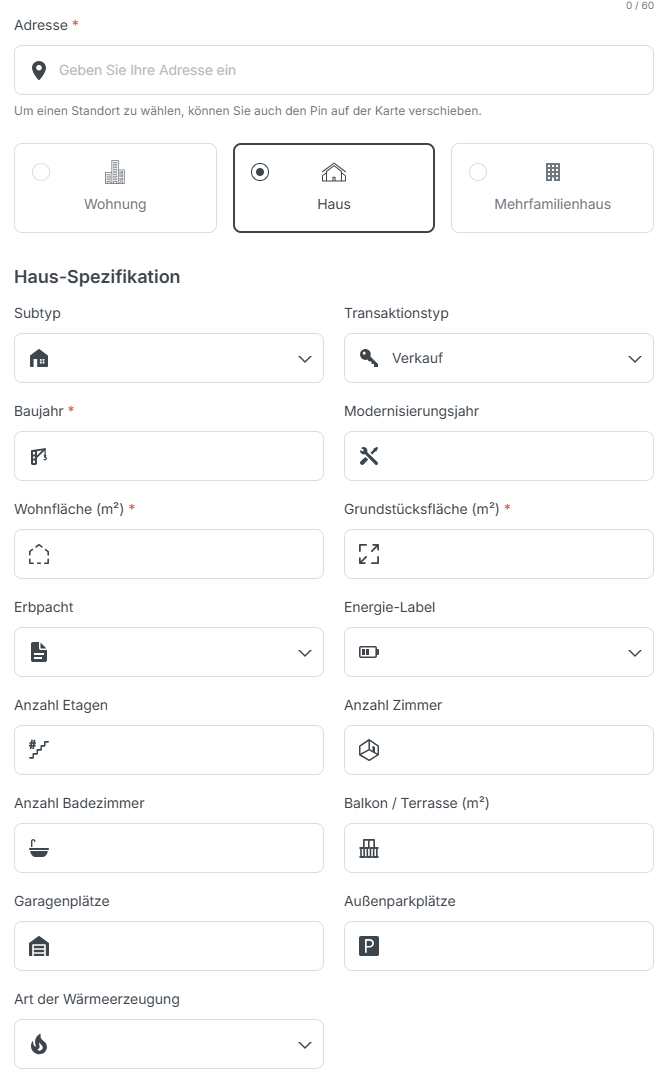 0 / 60
Adresse *
Geben Sie Ihre Adresse ein
Um einen Standort zu wählen, können Sie auch den Pin auf der Karte verschieben.
Wohnung
Haus
Mehrfamilienhaus
Haus-Spezifikation
Subtyp
Transaktionstyp
Verkauf
Baujahr *
Modernisierungsjahr
Wohnfläche (m²) *
Grundstücksfläche (m²) *
Erbpacht
Energie-Label
Anzahl Etagen
Anzahl Zimmer
#
Anzahl Badezimmer
Balkon / Terrasse (m²)
Garagenplätze
Außenparkplätze
P
Art der Wärmeerzeugung